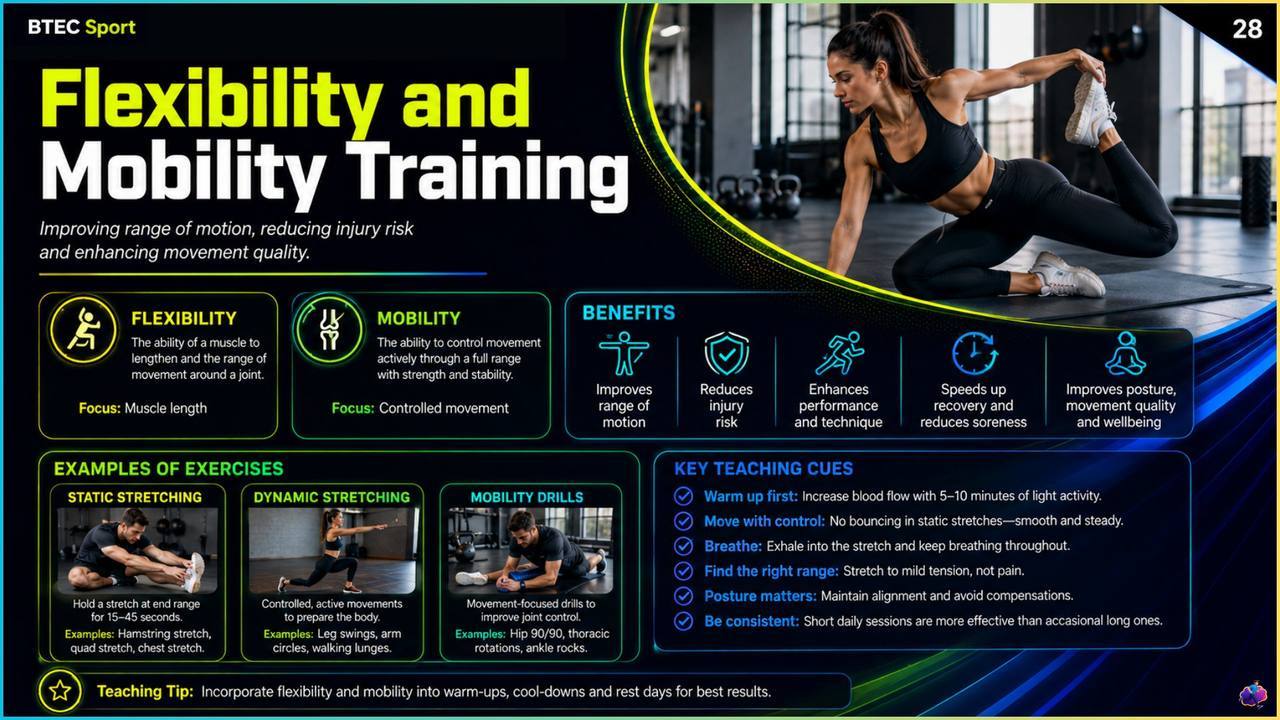 BTEC Sport
28
Flexibility and
Mobility Training
Improving range of motion, reducing injury risk
and enhancing movement quality.
FLEXIBILITY
The ability of a muscle to
lengthen and the range of
movement around a joint.
Focus: Muscle length
MOBILITY
The ability to control movement
actively through a full range
with strength and stability.
Focus: Controlled movement
BENEFITS
Improves
range of
motion
Reduces
injury
risk
Enhances
performance
and technique
Speeds up
recovery and
reduces soreness
Improves posture,
movement quality
and wellbeing
EXAMPLES OF EXERCISES
STATIC STRETCHING
Hold a stretch at end range
for 15–45 seconds.
Examples: Hamstring stretch,
quad stretch, chest stretch.
DYNAMIC STRETCHING
Controlled, active movements
to prepare the body.
Examples: Leg swings, arm
circles, walking lunges.
MOBILITY DRILLS
Movement-focused drills to
improve joint control.
Examples: Hip 90/90, thoracic
rotations, ankle rocks.
KEY TEACHING CUES
Warm up first: Increase blood flow with 5–10 minutes of light activity.
Move with control: No bouncing in static stretches—smooth and steady.
Breathe: Exhale into the stretch and keep breathing throughout.
Find the right range: Stretch to mild tension, not pain.
Posture matters: Maintain alignment and avoid compensations.
Be consistent: Short daily sessions are more effective than accasional long ones.
Teaching Tip: Incorporate flexibility and mobility into warm-ups, cool-downs and rest days for best results.